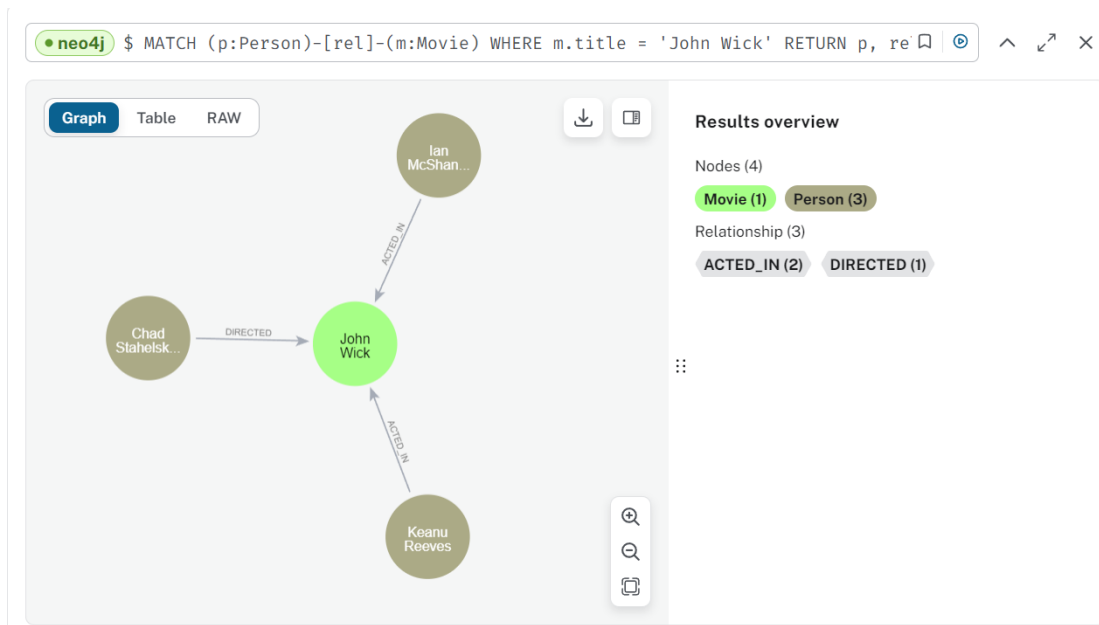 neo4j $ MATCH (p:Person)-[rel]-(m:Movie) WHERE m.title = 'John Wick' RETURN p, re
Graph Table RAW
Ian
McShan...
ACTED_IN
Chad
Stahelsk...
DIRECTED
John
Wick
ACTED_IN
Keanu
Reeves
Results overview
Nodes (4)
Movie (1) Person (3)
Relationship (3)
ACTED_IN (2) DIRECTED (1)